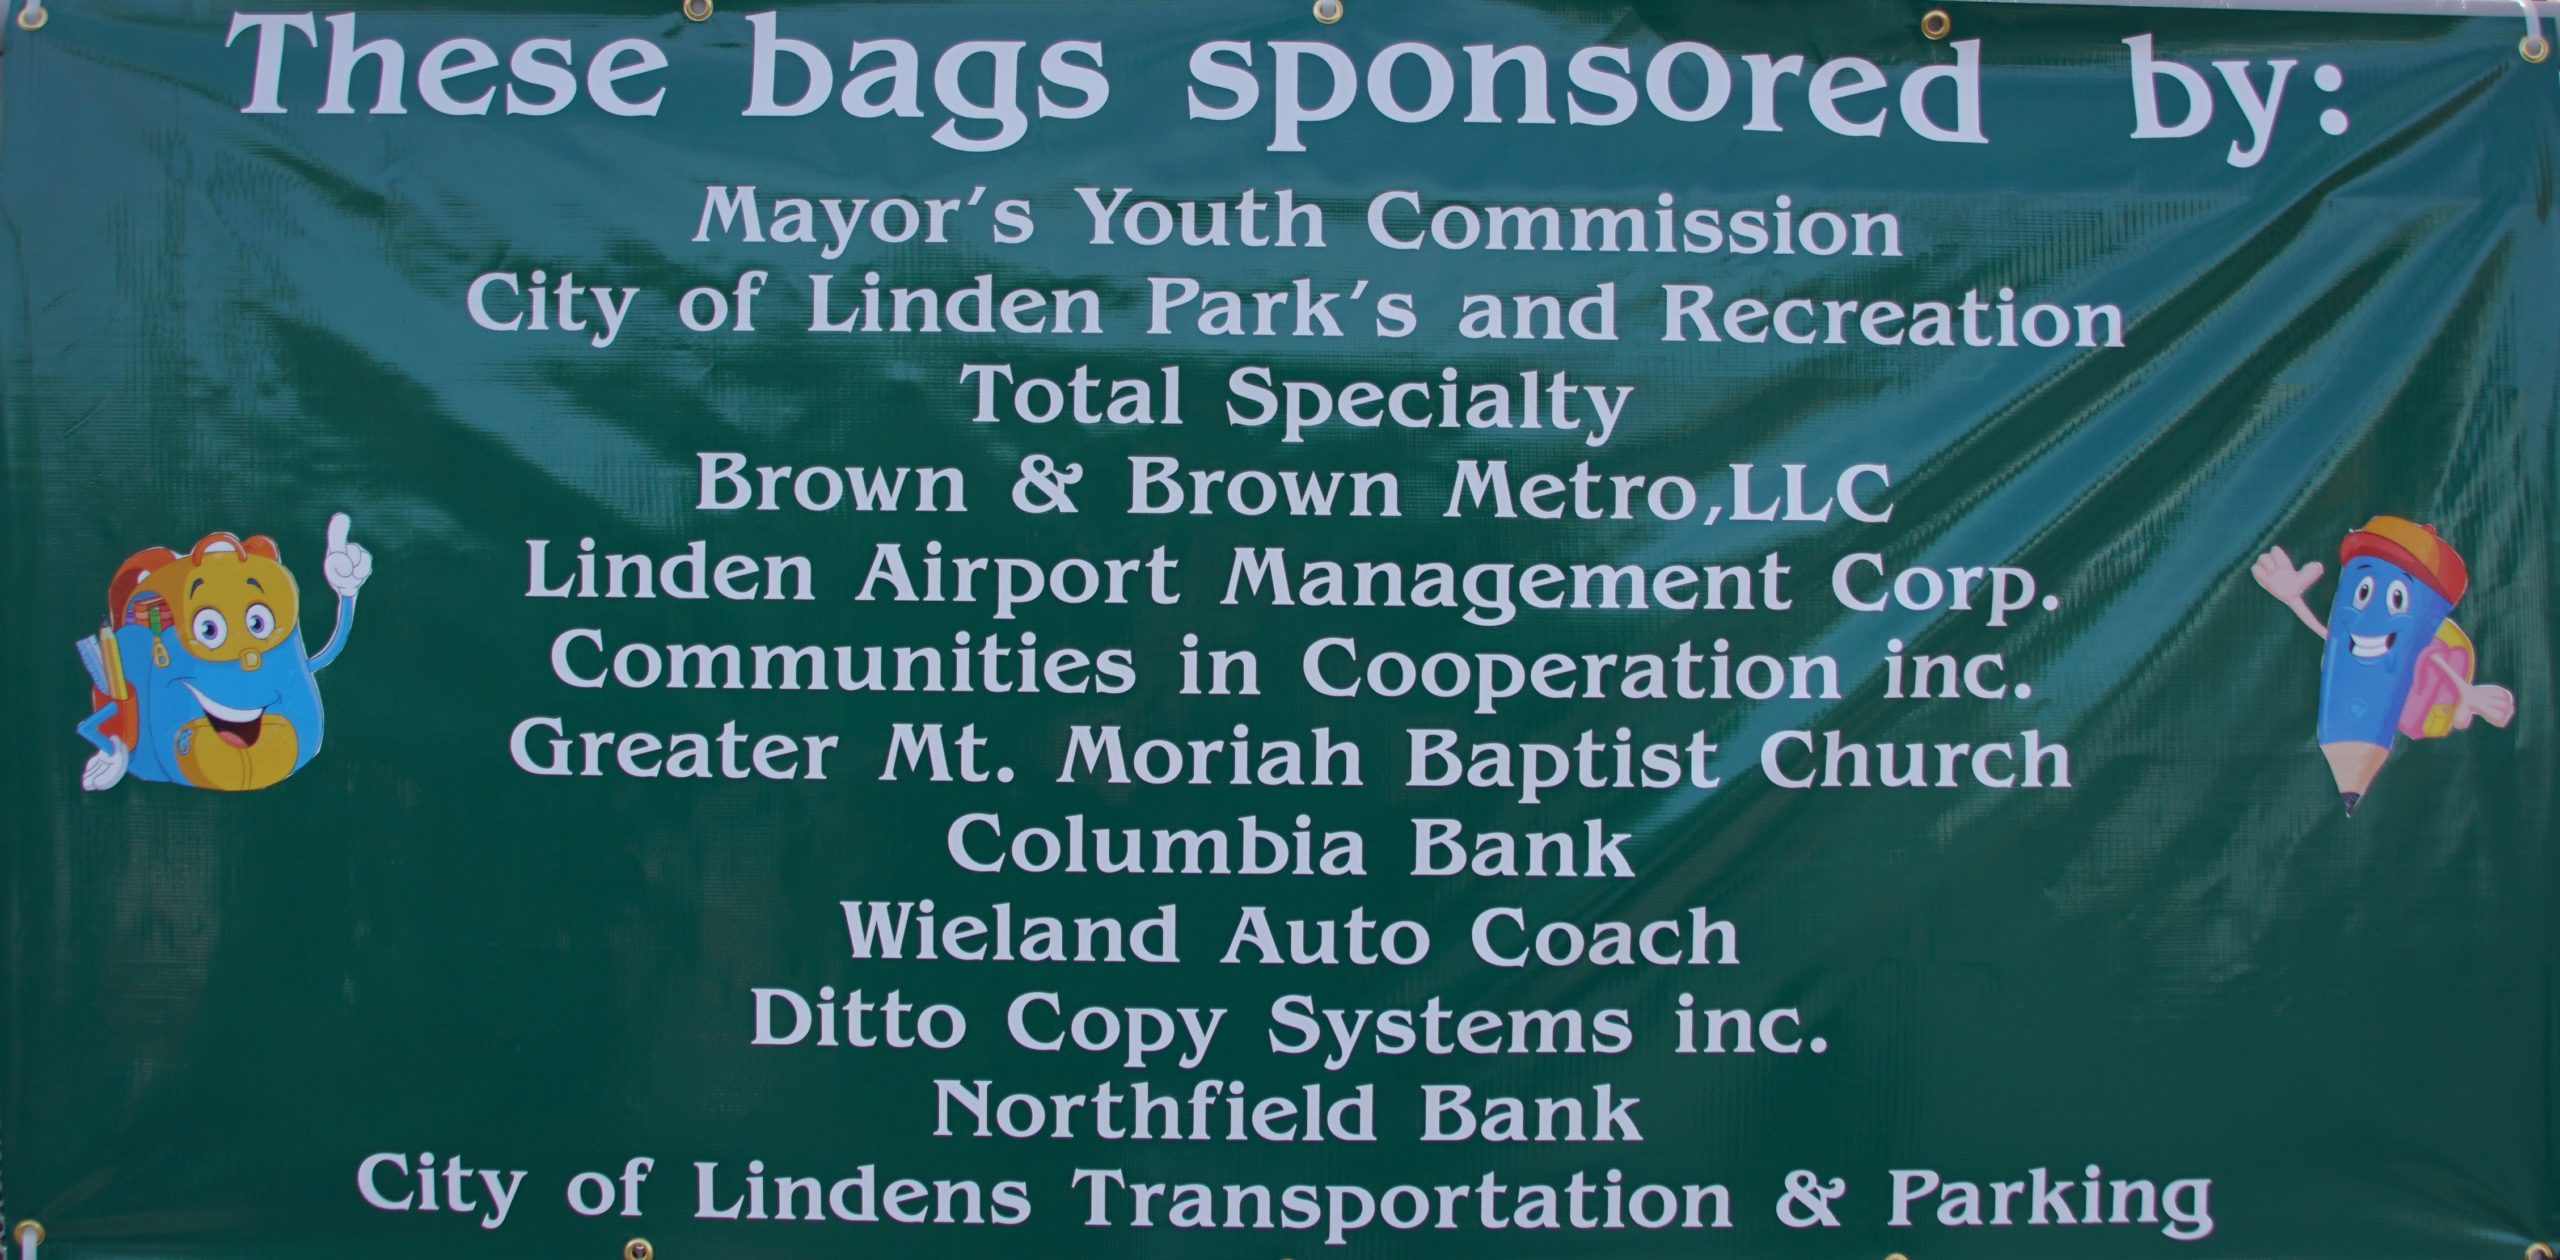 These bags sponsored by:
Mayor's Youth Commission
City of Linden Park's and Recreation
Total Specialty
Brown & Brown Metro,LLC
Linden Airport Management Corp.
Communities in Cooperation inc.
Greater Mt. Moriah Baptist Church
Columbia Bank
Wieland Auto Coach
Ditto Copy Systems inc.
Northfield Bank
City of Lindens Transportation & Parking